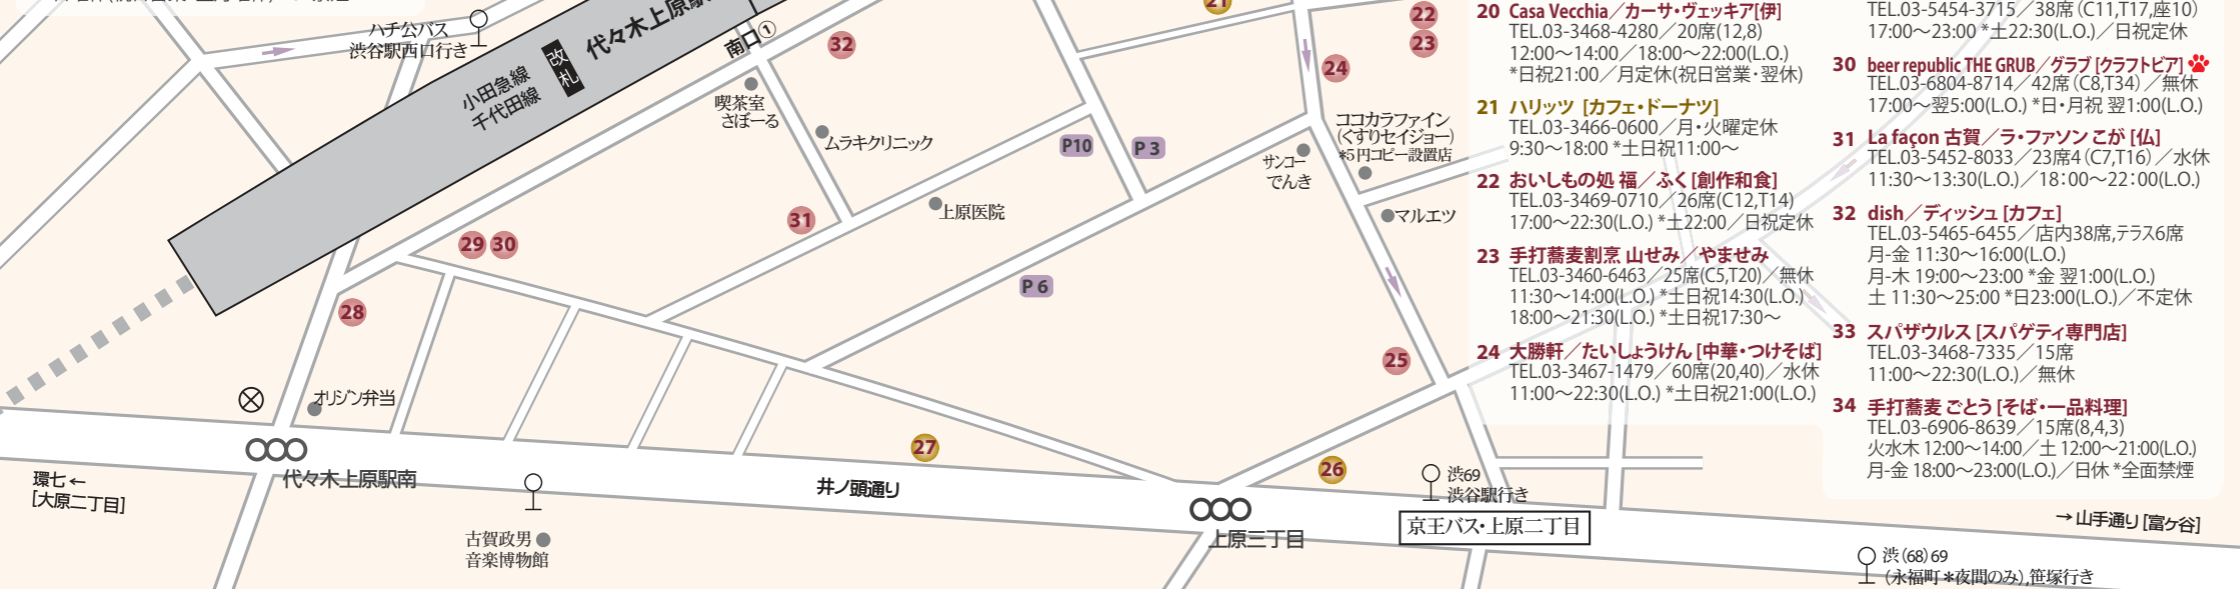 ハチ公バス
渋谷駅西口行き
小田急線
千代田線
改札
代々木上原駅
南口①
32
喫茶室
さぼーる
ムラキクリニック
31
上原医院
29 30
28
P10
P 3
P 6
21
22
23
24
ココカラファイン
(くすりセイジョー)
*5円コピー設置店
サンコー
でんき
マルエツ
25
オリジン弁当
代々木上原駅南
環七←
[大原二丁目]
古賀政男
音楽博物館
井ノ頭通り
27
26
上原三丁目
渋69
渋谷駅行き
京王バス・上原二丁目
→山手通り [富ヶ谷]
渋(68)69
(永福町*夜間のみ),笹塚行き
20 Casa Vecchia／カーサ・ヴェッキア[伊]
TEL.03-3468-4280／20席(12,8)
12:00〜14:00／18:00〜22:00(L.O.)
*日祝21:00／月定休(祝日営業・翌休)
21 ハリッツ [カフェ・ドーナツ]
TEL.03-3466-0600／月・火曜定休
9:30〜18:00 *土日祝11:00〜
22 おいしもの処 福／ふく [創作和食]
TEL.03-3469-0710／26席(C12,T14)
17:00〜22:30(L.O.) *土22:00／日祝定休
23 手打蕎麦割烹 山せみ／やませみ
TEL.03-3460-6463／25席(C5,T20)／無休
11:30〜14:00(L.O.) *土日祝14:30(L.O.)
18:00〜21:30(L.O.) *土日祝17:30〜
24 大勝軒／たいしょうけん [中華・つけそば]
TEL.03-3467-1479／60席(20,40)／水休
11:00〜22:30(L.O.) *土日祝21:00(L.O.)
TEL.03-5454-3715／38席(C11,T17,座10)
17:00〜23:00 *土22:30(L.O.)／日祝定休
30 beer republic THE GRUB／グラブ [クラフトビア]
TEL.03-6804-8714／42席(C8,T34)／無休
17:00〜翌5:00(L.O.) *日・月祝 翌1:00(L.O.)
31 La façon 古賀／ラ・ファソン こが [仏]
TEL.03-5452-8033／23席4(C7,T16)／水休
11:30〜13:30(L.O.)／18：00〜22：00(L.O.)
32 dish／ディッシュ [カフェ]
TEL.03-5465-6455／店内38席,テラス6席
月-金 11:30〜16:00(L.O.)
月-木 19:00〜23:00 *金 翌1:00(L.O.)
土 11:30〜25:00 *日23:00(L.O.)／不定休
33 スパザウルス [スパゲティ専門店]
TEL.03-3468-7335／15席
11:00〜22:30(L.O.)／無休
34 手打蕎麦 ごとう [そば・一品料理]
TEL.03-6906-8639／15席(8,4,3)
火水木 12:00〜14:00／土 12:00〜21:00(L.O.)
月-金 18:00〜23:00(L.O.)／日休 *全面禁煙